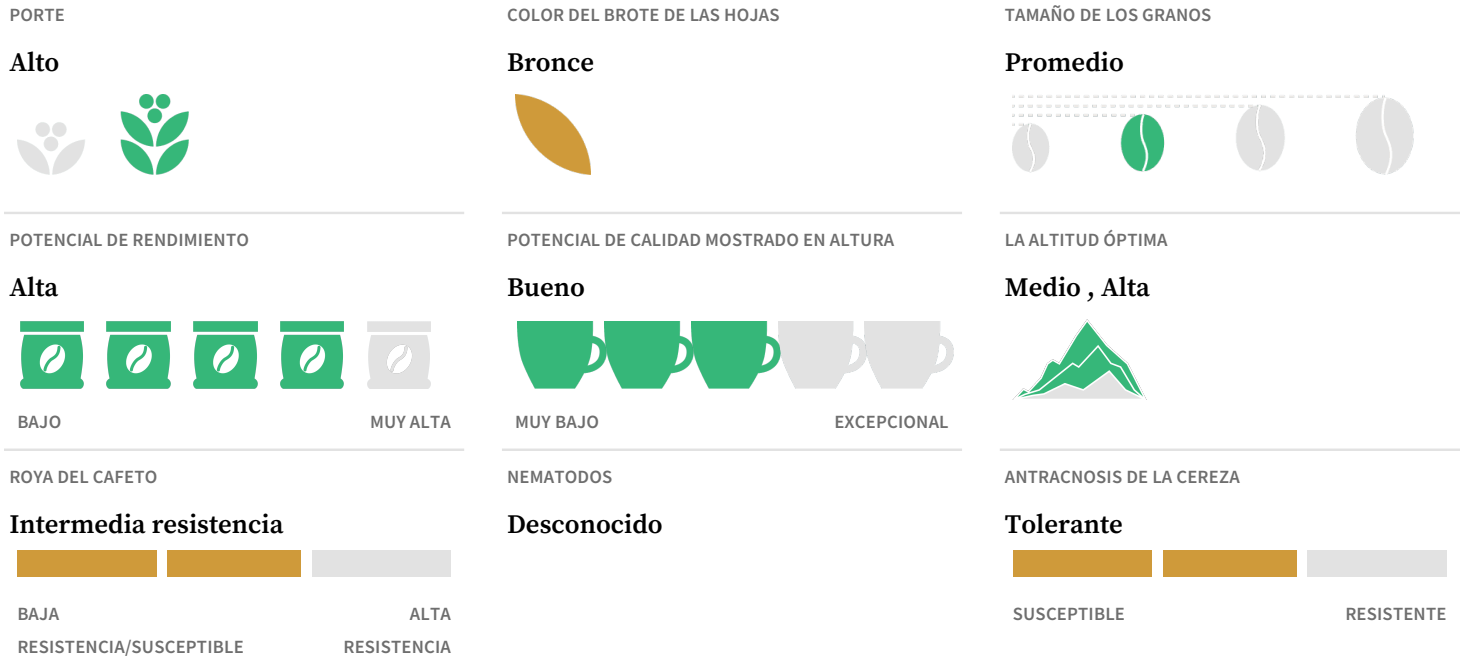 PORTE
Alto
COLOR DEL BROTE DE LAS HOJAS
Bronce
TAMAÑO DE LOS GRANOS
Promedio
POTENCIAL DE RENDIMIENTO
Alta
BAJO
MUY ALTA
POTENCIAL DE CALIDAD MOSTRADO EN ALTURA
Bueno
MUY BAJO
EXCEPCIONAL
LA ALTITUD ÓPTIMA
Medio , Alta
ROYA DEL CAFETO
Intermedia resistencia
BAJA
RESISTENCIA/SUSCEPTIBLE
ALTA
RESISTENCIA
NEMATODOS
Desconocido
ANTRACNOSIS DE LA CEREZA
Tolerante
SUSCEPTIBLE
RESISTENTE